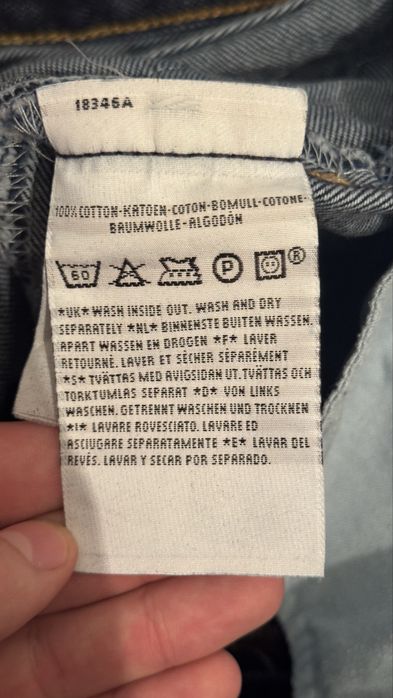 18346A
100% COTTON-KATOEN-COTON-BOMULL-COTONE-
BAUMWOLLE-ALGODÓN
60 P ®
*UK* WASH INSIDE OUT. WASH AND DRY
SEPARATELY *NL* BINNENSTE BUITEN WASSEN.
APART WASSEN EN DROGEN *F* LAVER
RETOURNÉ. LAVER ET SÉCHER SÉPARÉMENT
*S* TVÄTTAS MED AVIGSIDAN UT. TVÄTTAS OCH
TORKTUMLAS SEPARAT *D* VON LINKS
WASCHEN. GETRENNT WASCHEN UND TROCKNEN
*I* LAVARE ROVESCIATO. LAVARE ED
ASCIUGARE SEPARATAMENTE *E* LAVAR DEL
REVÉS. LAVAR Y SECAR POR SEPARADO.